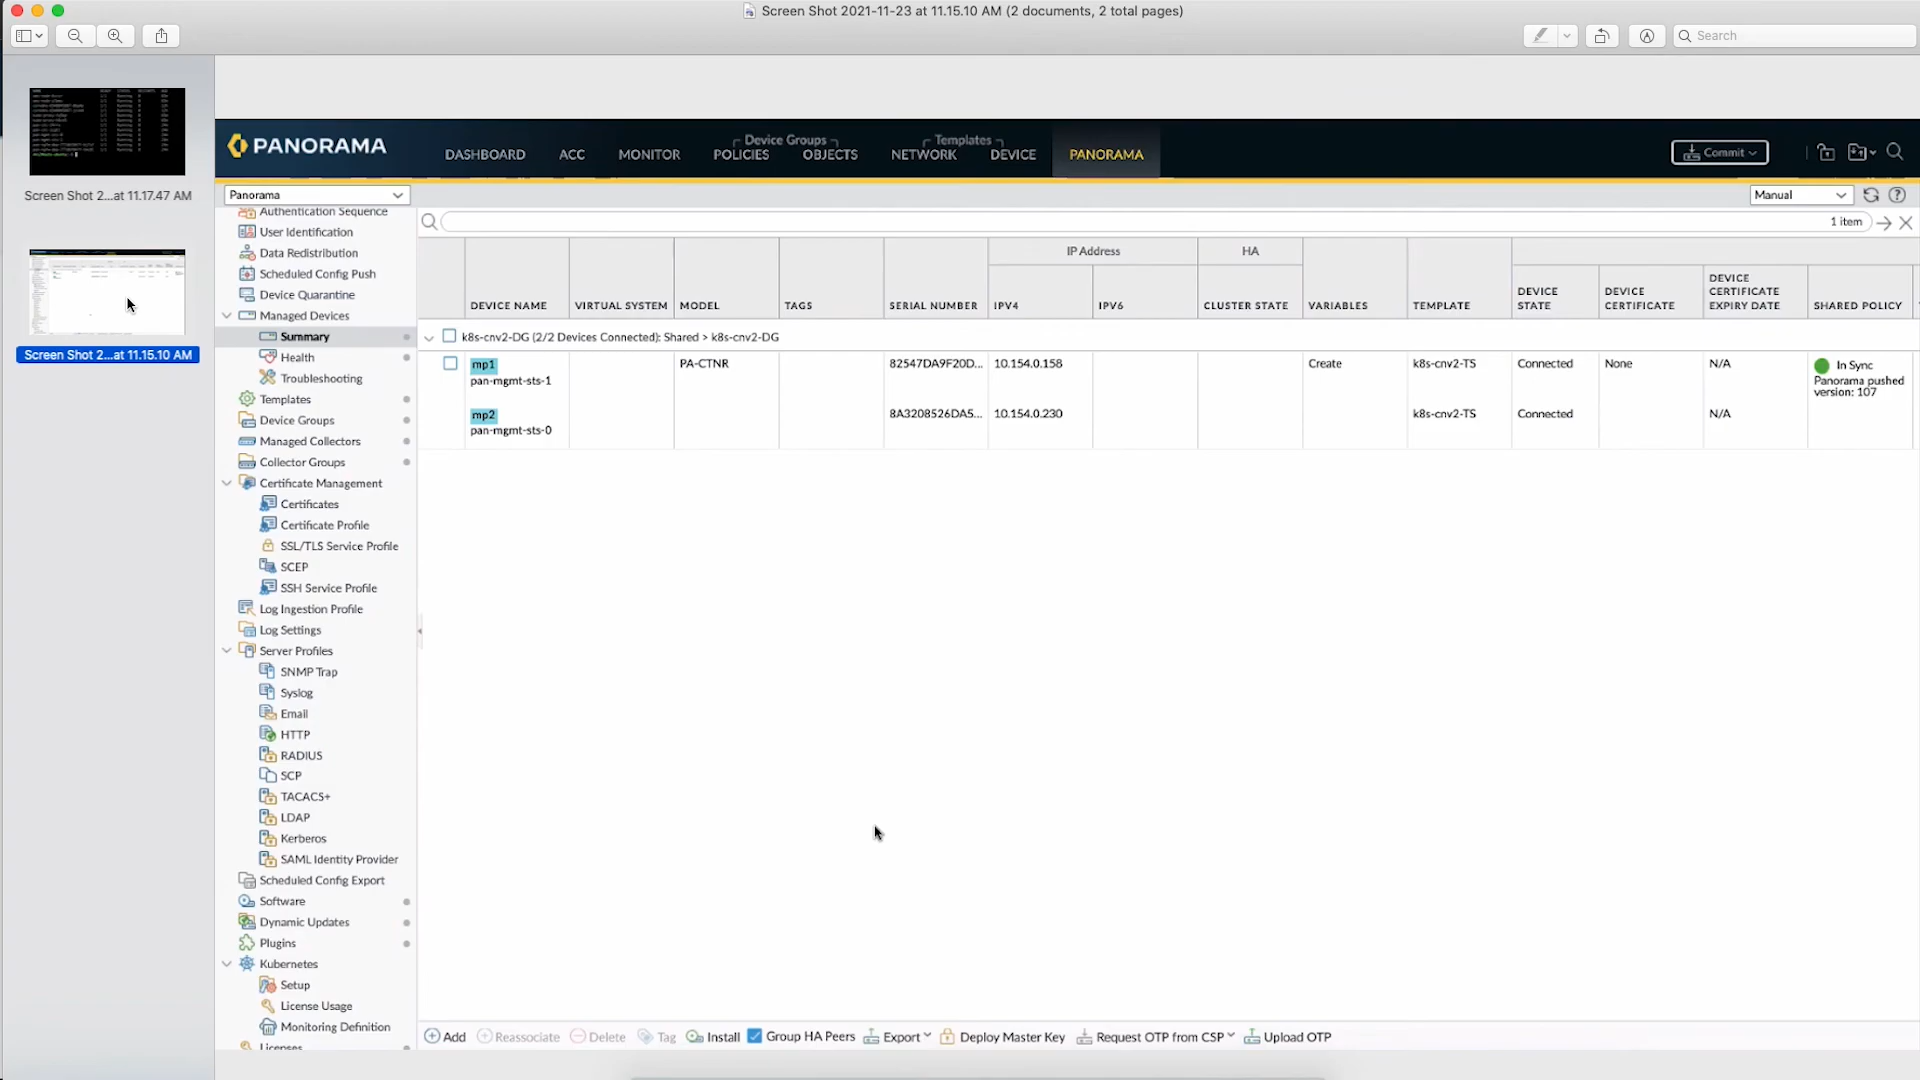 Screen Shot 2021-11-23 at 11.15.10 AM (2 documents, 2 total pages)
Search
Screen Shot 2...at 11.17.47 AM
Screen Shot 2...at 11.15.10 AM
PANORAMA
DASHBOARD
ACC
MONITOR
Device Groups
POLICIES
OBJECTS
Templates
NETWORK
DEVICE
PANORAMA
Commit
Panorama
Manual
Authentication Sequence
User Identification
Data Redistribution
Scheduled Config Push
Device Quarantine
Managed Devices
Summary
Health
Troubleshooting
Templates
Device Groups
Managed Collectors
Collector Groups
Certificate Management
Certificates
Certificate Profile
SSL/TLS Service Profile
SCEP
SSH Service Profile
Log Ingestion Profile
Log Settings
Server Profiles
SNMP Trap
Syslog
Email
HTTP
RADIUS
SCP
TACACS+
LDAP
Kerberos
SAML Identity Provider
Scheduled Config Export
Software
Dynamic Updates
Plugins
Kubernetes
Setup
License Usage
Monitoring Definition
Licenses
1 item
IP Address
HA
DEVICE NAME
VIRTUAL SYSTEM
MODEL
TAGS
SERIAL NUMBER
IPV4
IPV6
CLUSTER STATE
VARIABLES
TEMPLATE
DEVICE STATE
DEVICE CERTIFICATE
DEVICE CERTIFICATE EXPIRY DATE
SHARED POLICY
k8s-cnv2-DG (2/2 Devices Connected): Shared > k8s-cnv2-DG
mp1
pan-mgmt-sts-1
PA-CTNR
82547DA9F20D...
10.154.0.158
Create
k8s-cnv2-TS
Connected
None
N/A
In Sync
Panorama pushed
version: 107
mp2
pan-mgmt-sts-0
8A3208526DA5...
10.154.0.230
k8s-cnv2-TS
Connected
N/A
Add
Reassociate
Delete
Tag
Install
Group HA Peers
Export
Deploy Master Key
Request OTP from CSP
Upload OTP